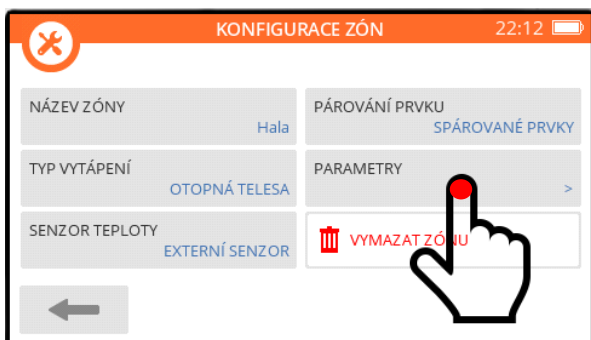 KONFIGURACE ZÓN
22:12
NÁZEV ZÓNY
Hala
PÁROVÁNÍ PRVKU
SPÁROVANÉ PRVKY
TYP VYTÁPENÍ
OTOPNÁ TELESA
PARAMETRY
>
SENZOR TEPLOTY
EXTERNÍ SENZOR
VYMAZAT ZÓNU